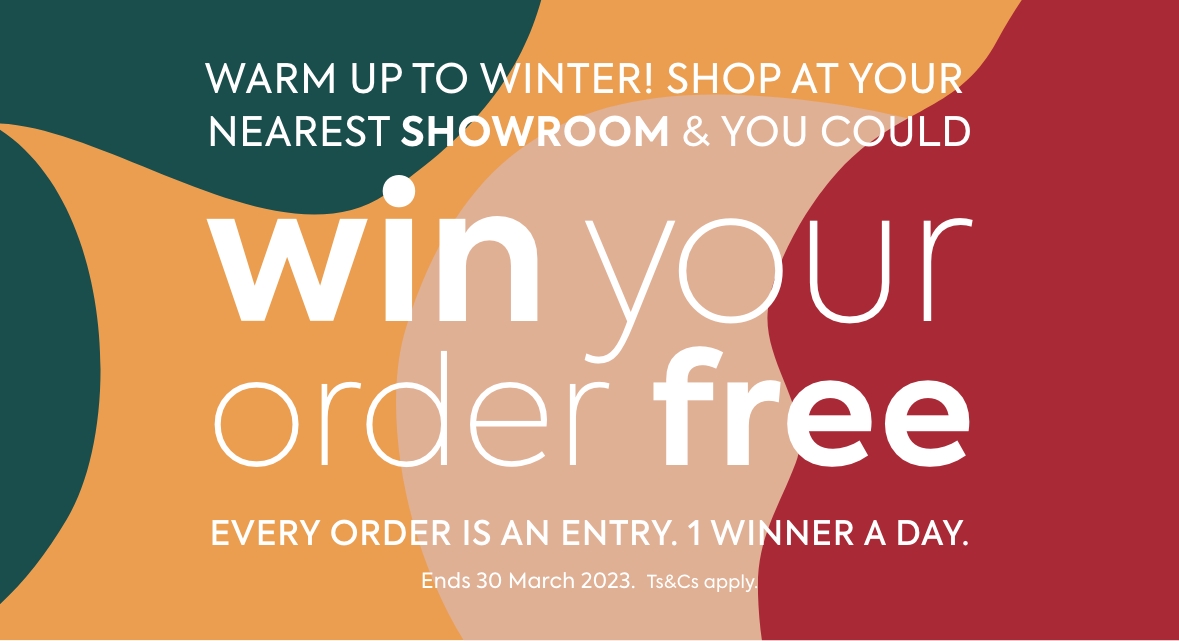 WARM UP TO WINTER! SHOP AT YOUR
NEAREST SHOWROOM & YOU COULD
win your
order free
EVERY ORDER IS AN ENTRY. 1 WINNER A DAY.
Ends 30 March 2023. Ts&Cs apply.